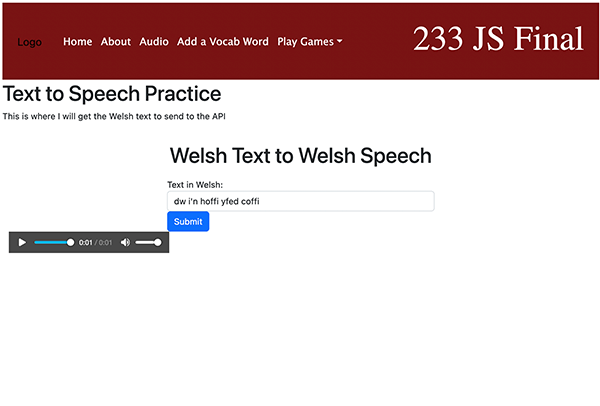 Logo Home About Audio Add a Vocab Word Play Games 233 JS Final
Text to Speech Practice
This is where I will get the Welsh text to send to the API
Welsh Text to Welsh Speech
Text in Welsh:
dw i'n hoffi yfed coffi
Submit
0:01 / 0:01